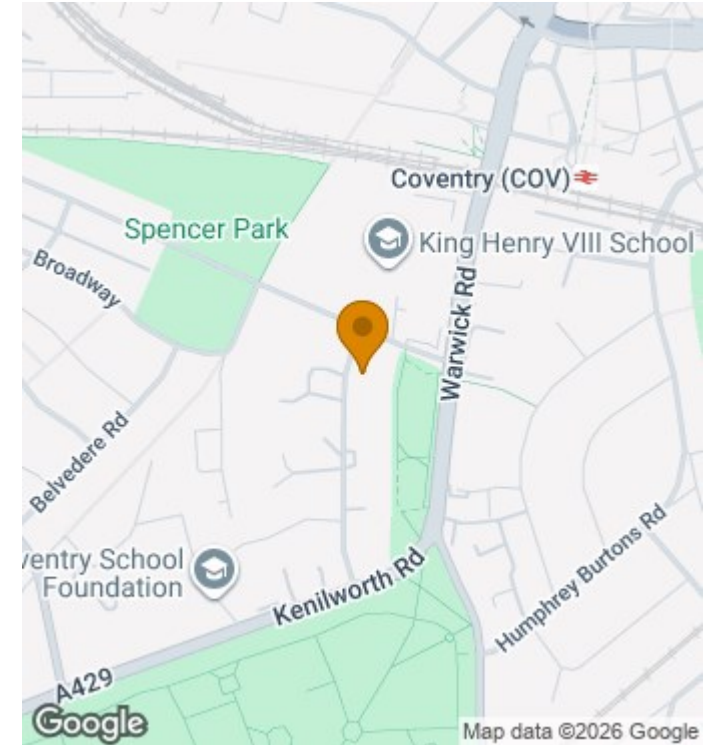 Coventry (COV)
Spencer Park
King Henry VIII School
Broadway
Warwick Rd
Belvedere Rd
ventry School
Foundation
Kenilworth Rd
Humphrey Burtons Rd
A429
Google
Map data ©2026 Google